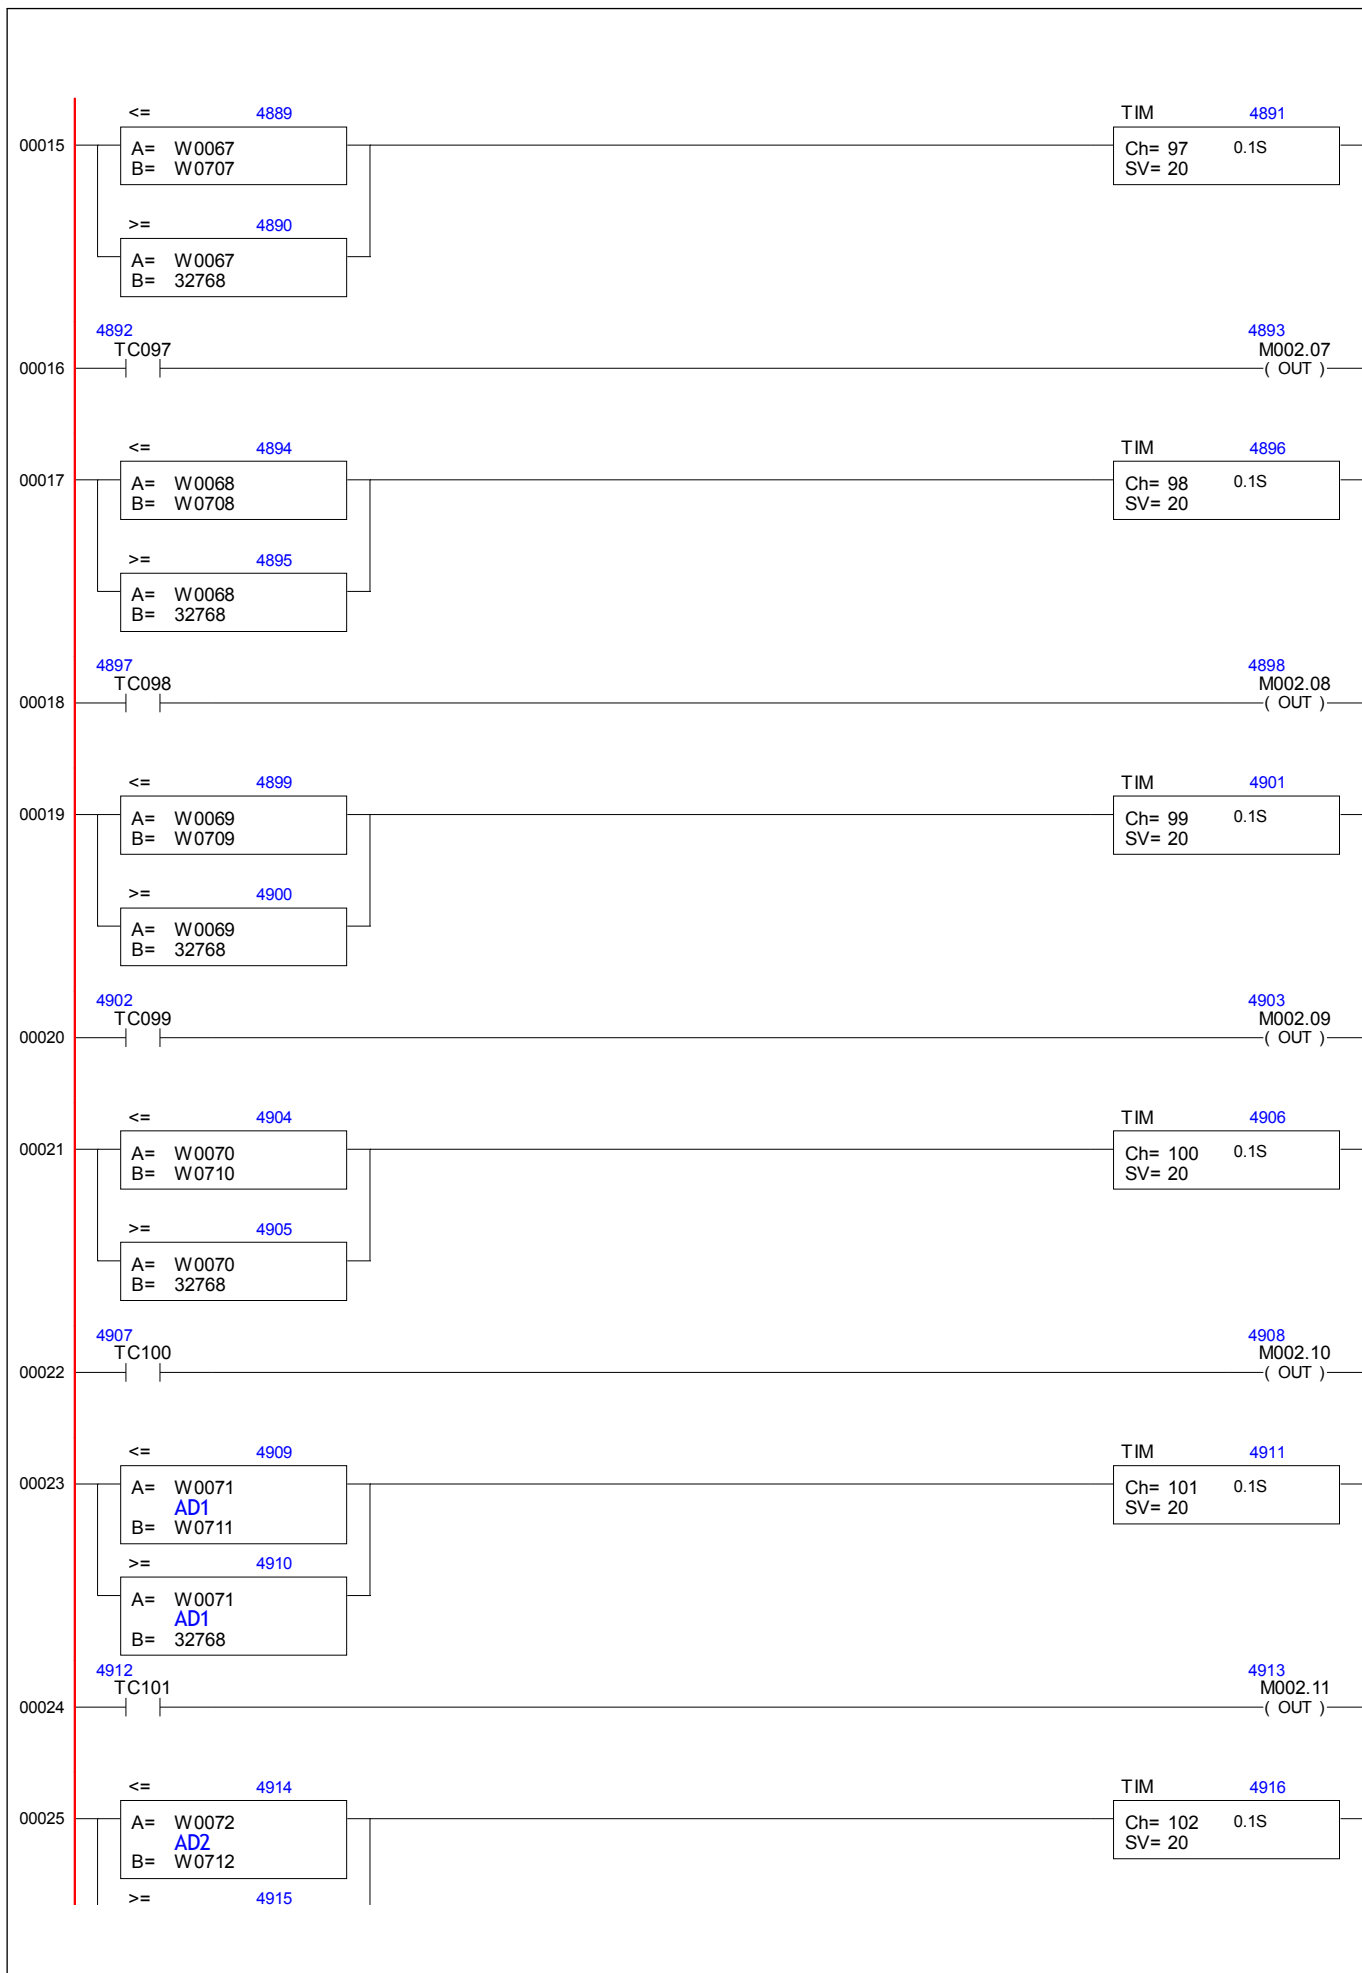 <= 4889 TIM 4891
00015 A= W0067 Ch= 97 0.1S
B= W0707 SV= 20
>= 4890
A= W0067
B= 32768
4892 4893
TC097 M002.07
00016 ( OUT )
<= 4894 TIM 4896
00017 A= W0068 Ch= 98 0.1S
B= W0708 SV= 20
>= 4895
A= W0068
B= 32768
4897 4898
TC098 M002.08
00018 ( OUT )
<= 4899 TIM 4901
00019 A= W0069 Ch= 99 0.1S
B= W0709 SV= 20
>= 4900
A= W0069
B= 32768
4902 4903
TC099 M002.09
00020 ( OUT )
<= 4904 TIM 4906
00021 A= W0070 Ch= 100 0.1S
B= W0710 SV= 20
>= 4905
A= W0070
B= 32768
4907 4908
TC100 M002.10
00022 ( OUT )
<= 4909 TIM 4911
00023 A= W0071 Ch= 101 0.1S
AD1 SV= 20
B= W0711
>= 4910
A= W0071
AD1
B= 32768
4912 4913
TC101 M002.11
00024 ( OUT )
<= 4914 TIM 4916
00025 A= W0072 Ch= 102 0.1S
AD2 SV= 20
B= W0712
>= 4915